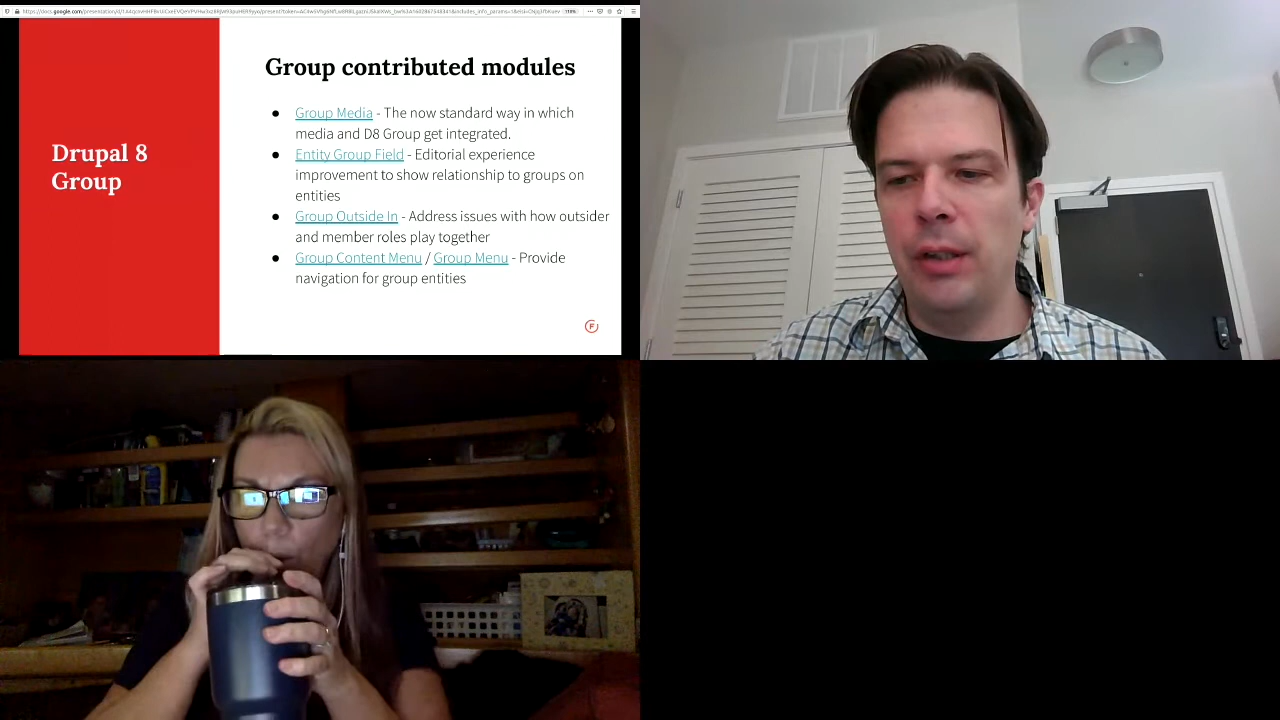 Group contributed modules
Drupal 8
Group
● Group Media - The now standard way in which
media and D8 Group get integrated.
● Entity Group Field - Editorial experience
improvement to show relationship to groups on
entities
● Group Outside In - Address issues with how outsider
and member roles play together
● Group Content Menu / Group Menu - Provide
navigation for group entities
F